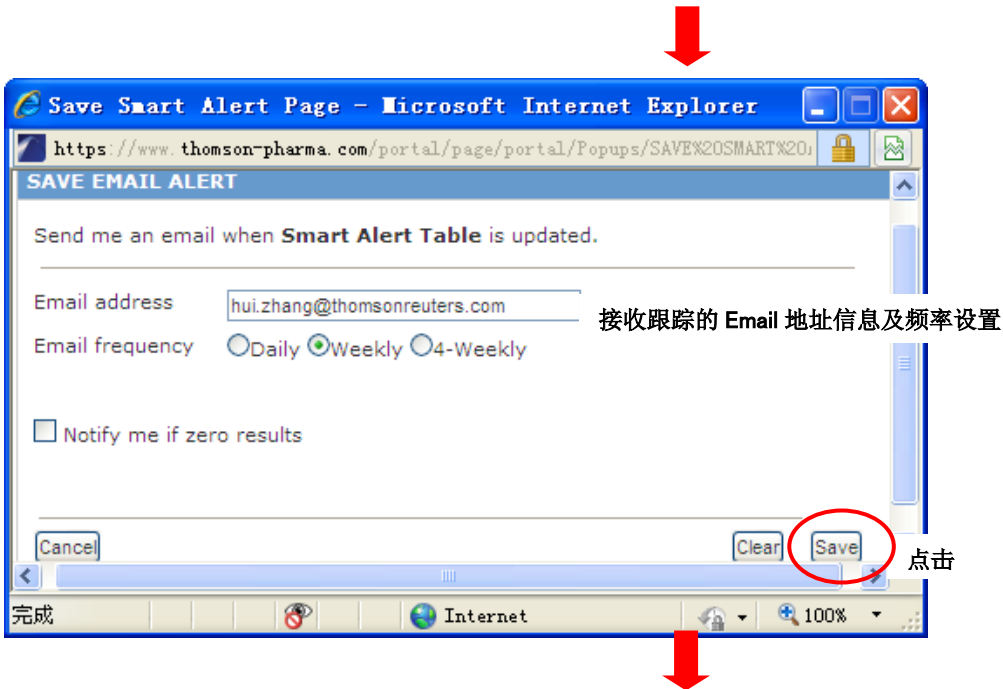 Save Smart Alert Page - Microsoft Internet Explorer
https://www.thomson-pharma.com/portal/page/portal/Popups/SAVE%20SMART%20
SAVE EMAIL ALERT
Send me an email when Smart Alert Table is updated.
Email address hui.zhang@thomsonreuters.com
接收跟踪的 Email 地址信息及频率设置
Email frequency Daily Weekly 4-Weekly
Notify me if zero results
Cancel Clear Save
点击
完成 Internet 100%